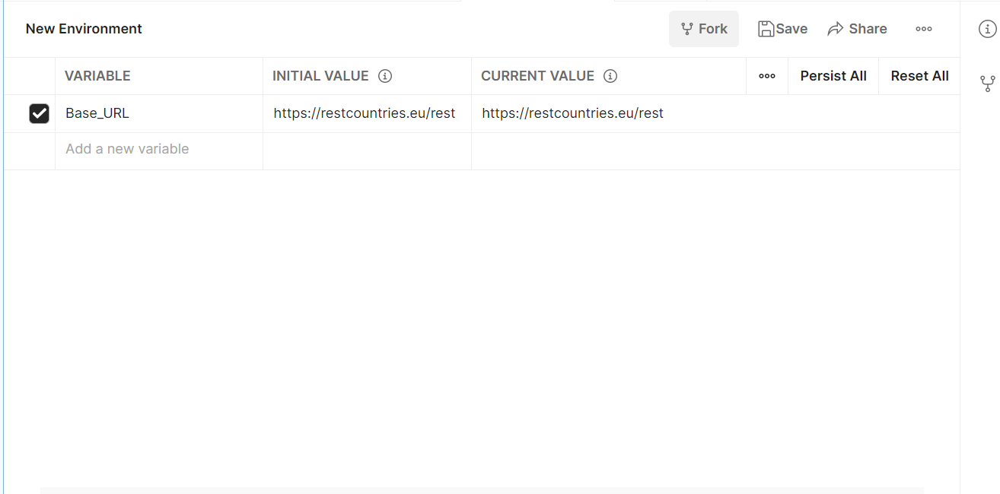 New Environment
Fork
Save
Share
VARIABLE
INITIAL VALUE
CURRENT VALUE
Persist All
Reset All
Base_URL
https://restcountries.eu/rest
https://restcountries.eu/rest
Add a new variable